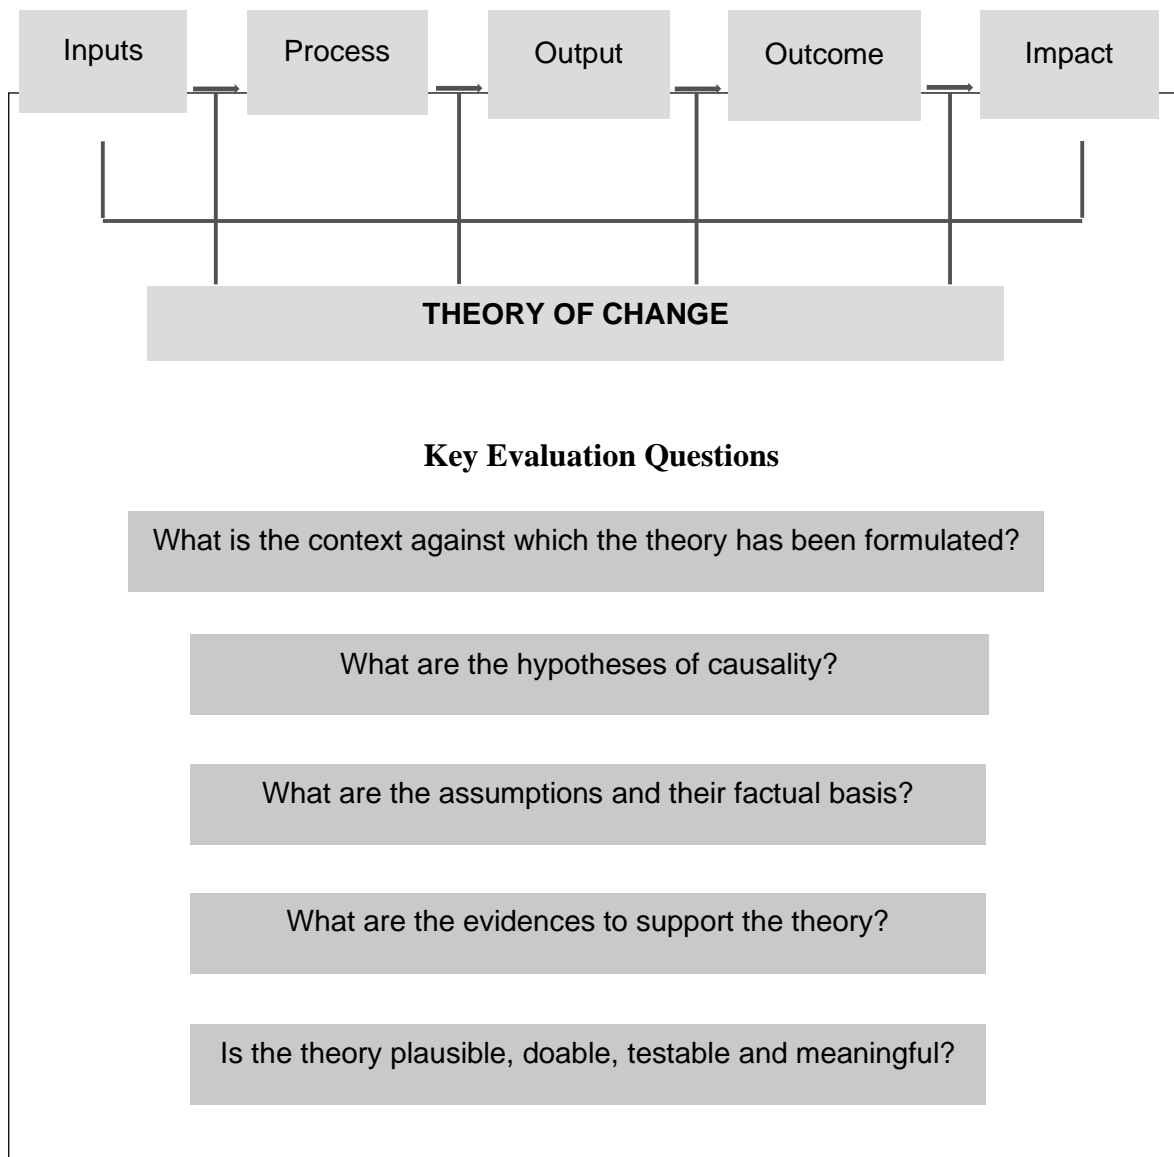 Inputs
Process
Output
Outcome
Impact
THEORY OF CHANGE
Key Evaluation Questions
What is the context against which the theory has been formulated?
What are the hypotheses of causality?
What are the assumptions and their factual basis?
What are the evidences to support the theory?
Is the theory plausible, doable, testable and meaningful?